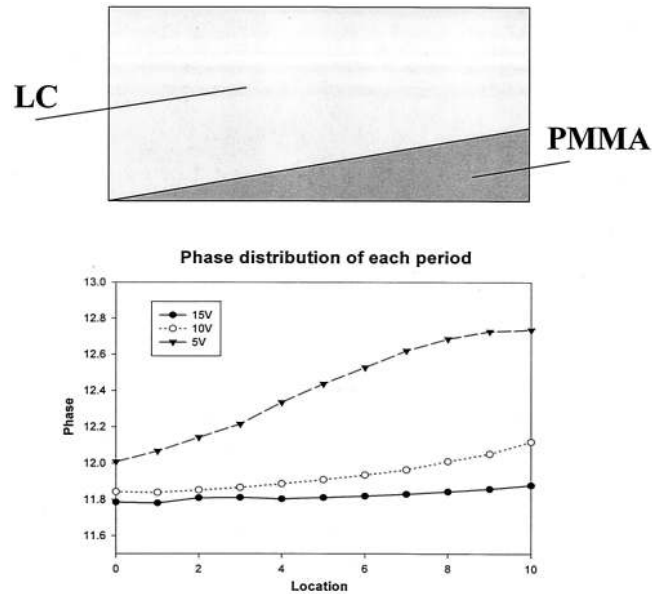 LC
PMMA
Phase distribution of each period
13.0
12.8
12.6
12.4
12.2
12.0
11.8
11.6
15V
10V
5V
Phase
0 2 4 6 8 10
Location